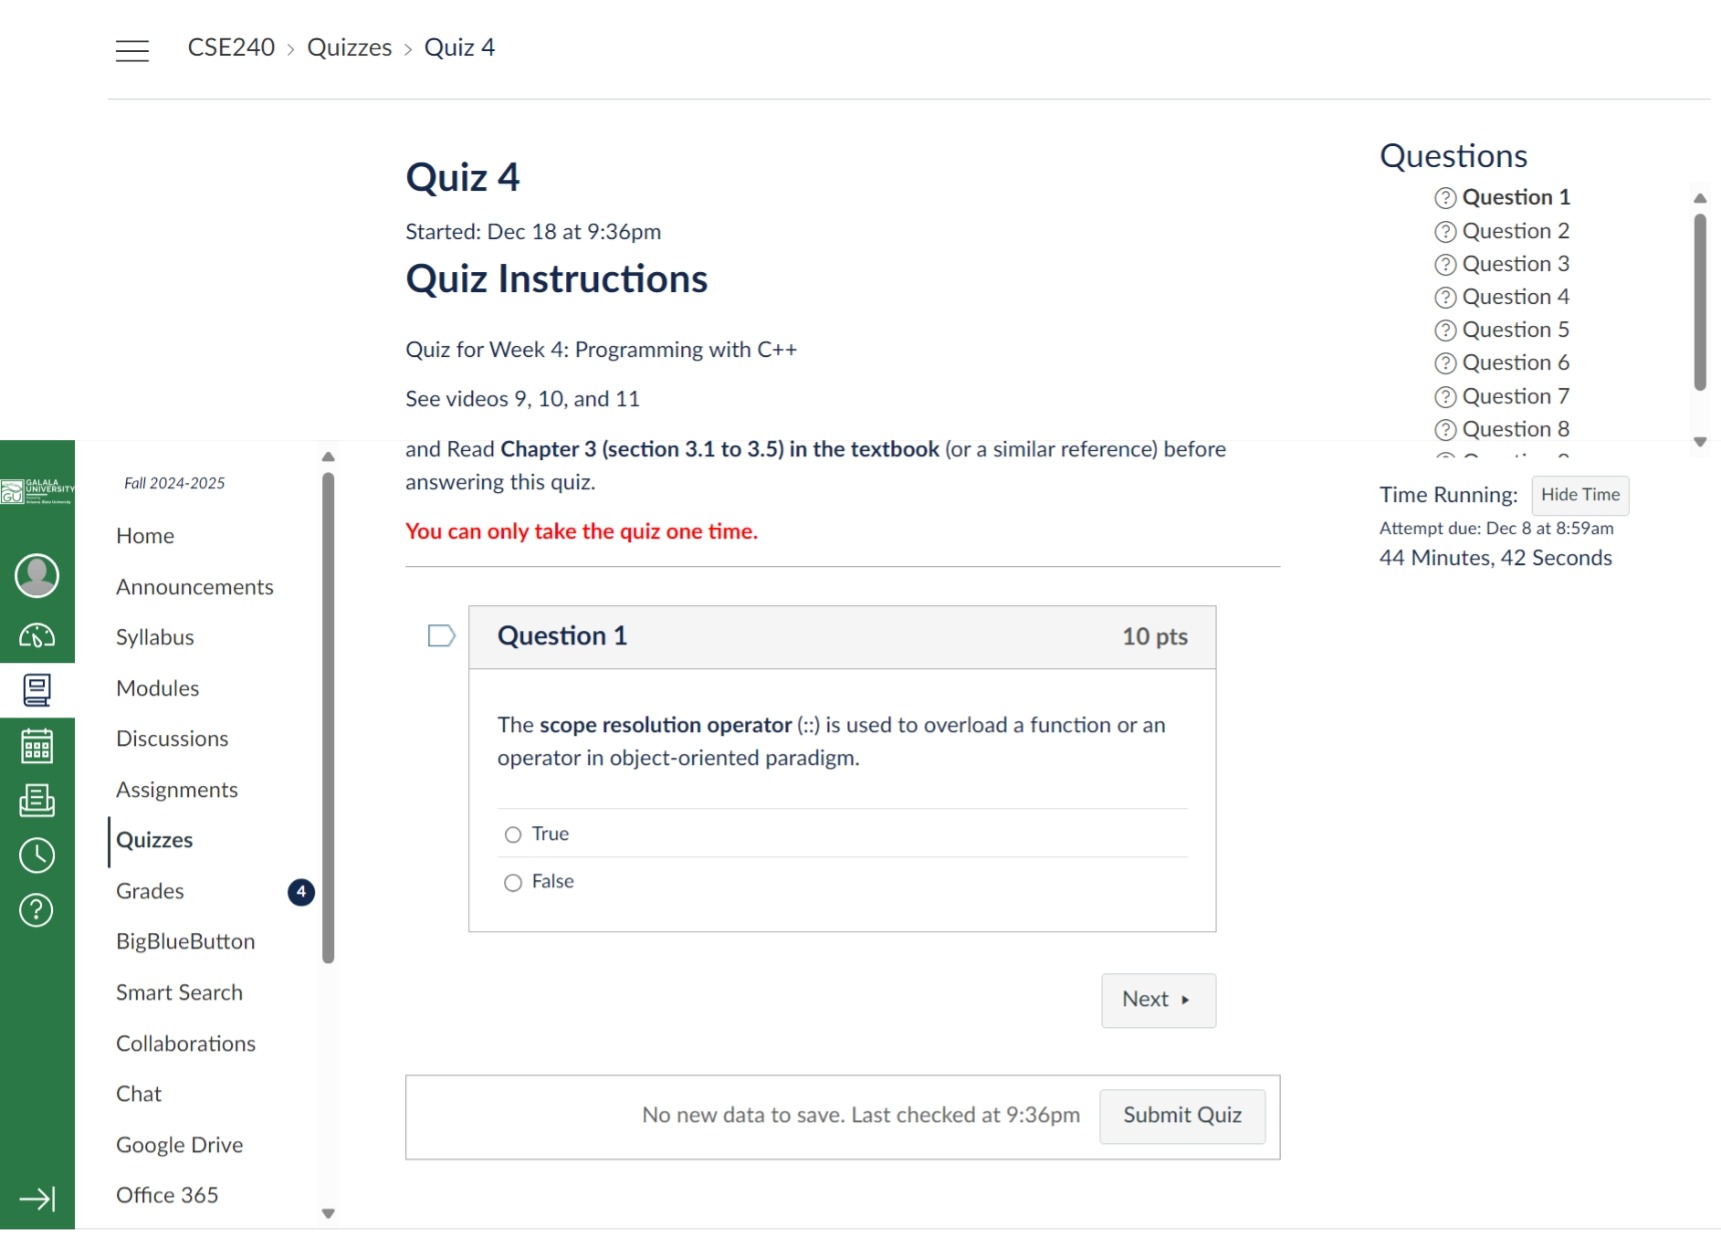 CSE240 > Quizzes > Quiz 4
Quiz 4
Started: Dec 18 at 9:36pm
Quiz Instructions
Quiz for Week 4: Programming with C++
See videos 9, 10, and 11
and Read Chapter 3 (section 3.1 to 3.5) in the textbook (or a similar reference) before
answering this quiz.
You can only take the quiz one time.
Question 1
10 pts
The scope resolution operator (::) is used to overload a function or an
operator in object-oriented paradigm.
True
False
Next
No new data to save. Last checked at 9:36pm
Submit Quiz
Questions
Question 1
Question 2
Question 3
Question 4
Question 5
Question 6
Question 7
Question 8
Time Running:
Hide Time
Attempt due: Dec 8 at 8:59am
44 Minutes, 42 Seconds
GALALA
UNIVERSITY
GU
Fall 2024-2025
Home
Announcements
Syllabus
Modules
Discussions
Assignments
Quizzes
Grades
4
BigBlueButton
Smart Search
Collaborations
Chat
Google Drive
Office 365